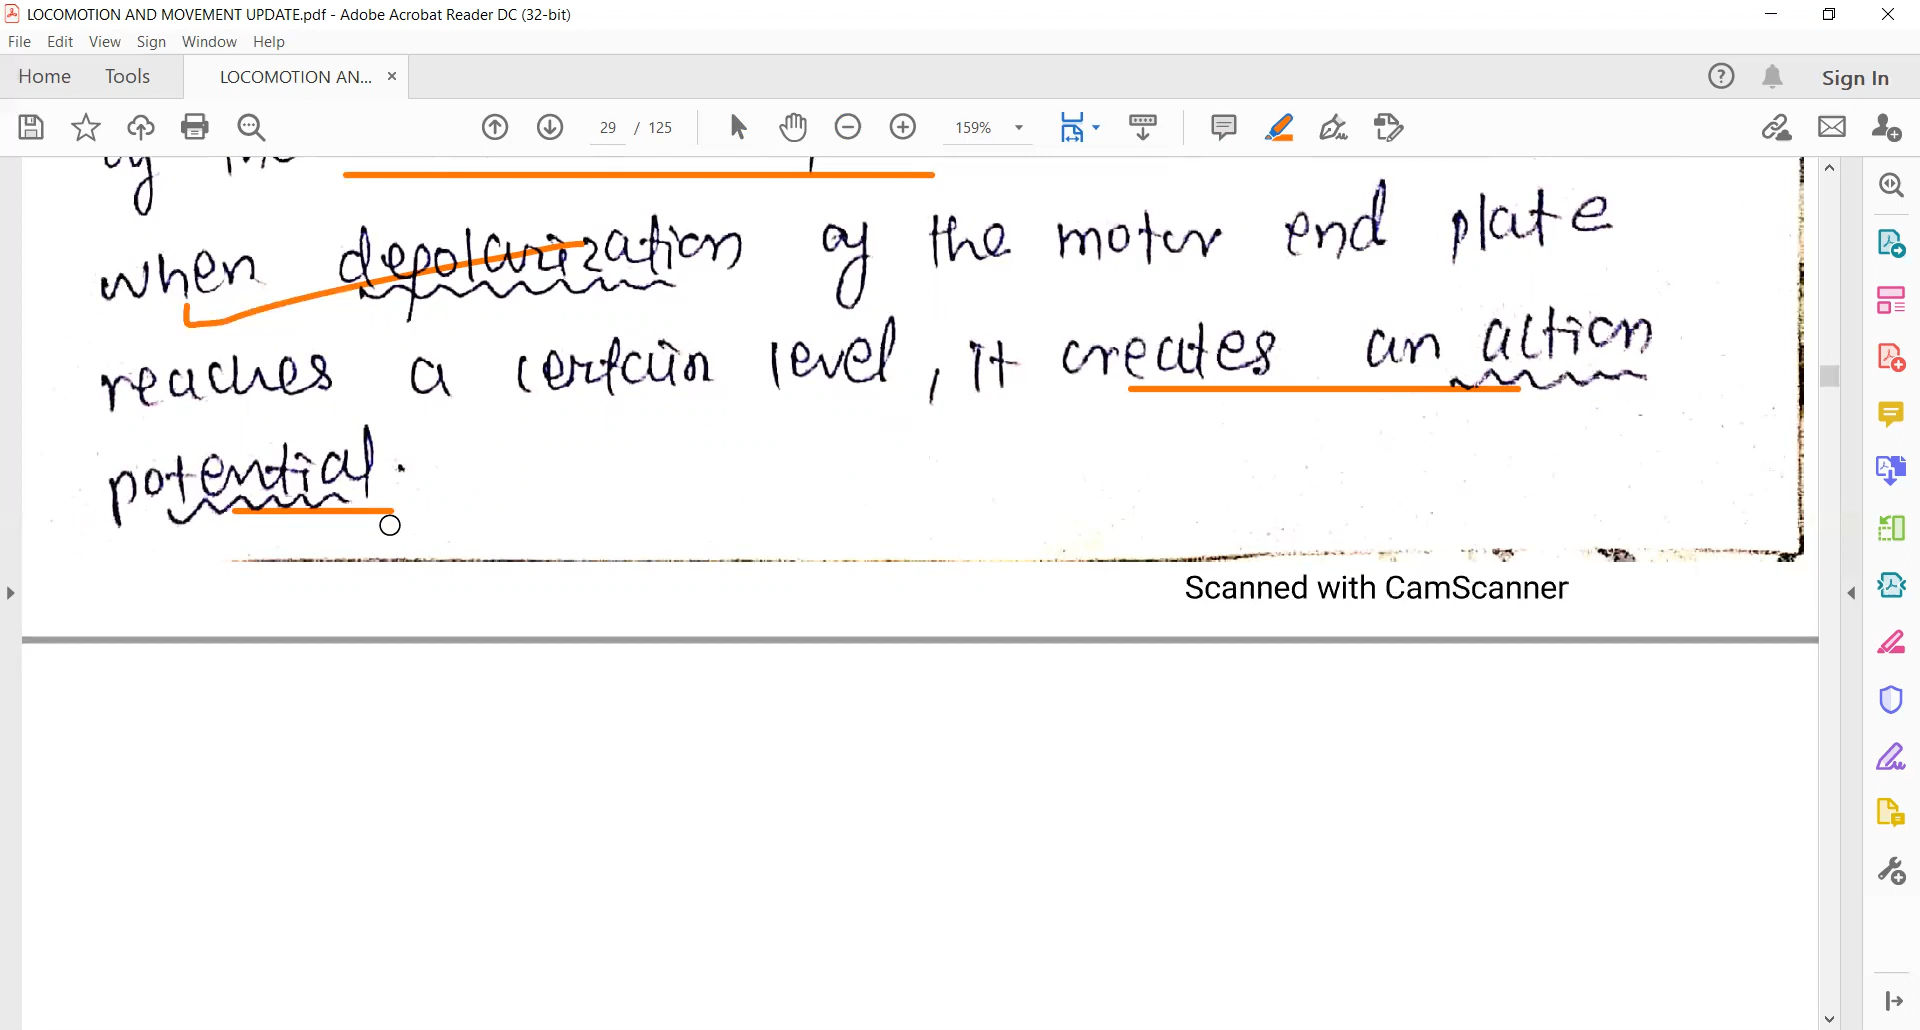 LOCOMOTION AND MOVEMENT UPDATE.pdf - Adobe Acrobat Reader DC (32-bit)
File Edit View Sign Window Help
Home Tools LOCOMOTION AN... × Sign In
29 / 125 159%
of the
when depolarization of the motor end plate
reaches a certain level, it creates an action
potential.
Scanned with CamScanner